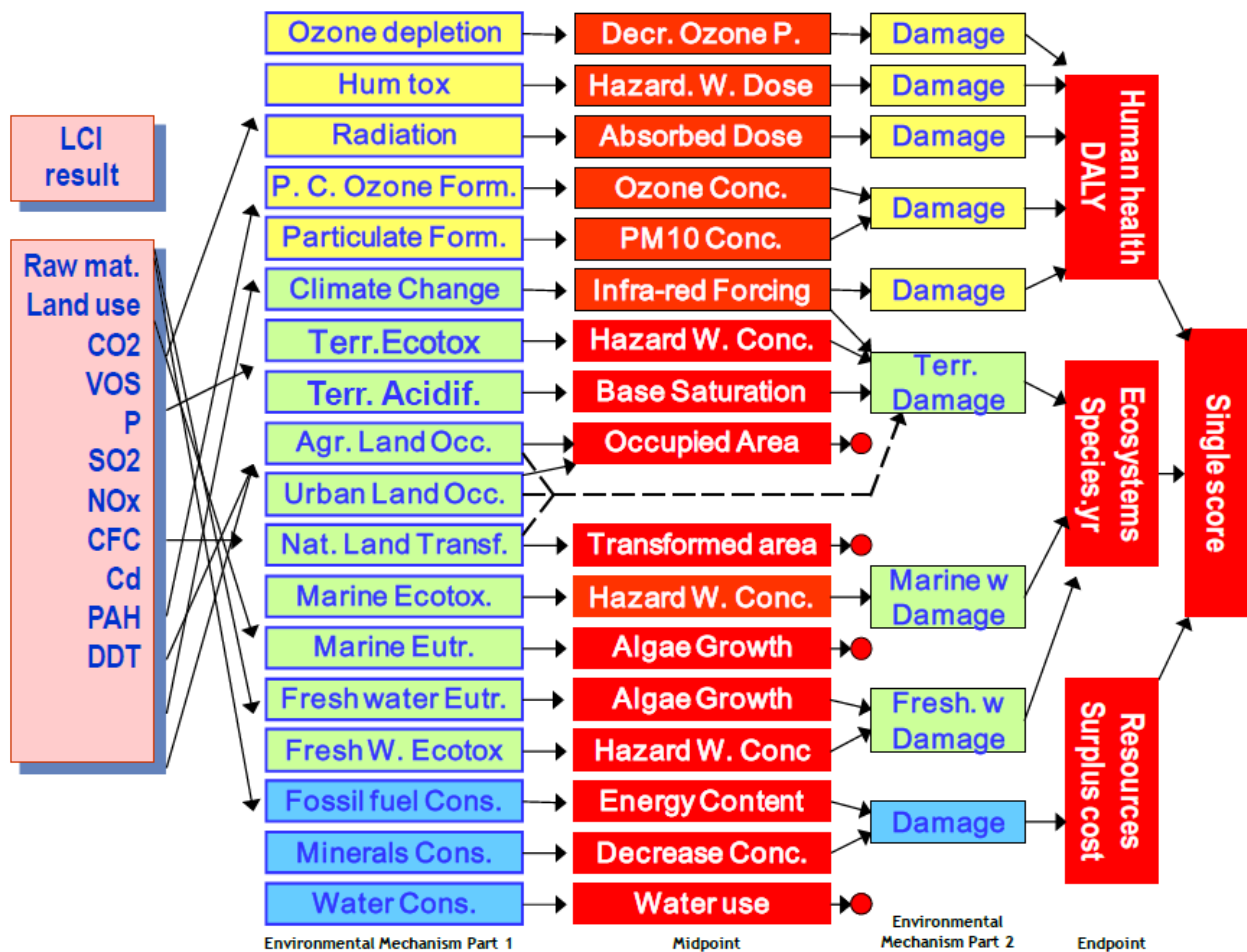 LCI
result
Raw mat.
Land use
CO2
VOS
P
SO2
NOx
CFC
Cd
PAH
DDT
Ozone depletion
Hum tox
Radiation
P. C. Ozone Form.
Particulate Form.
Climate Change
Terr.Ecotox
Terr. Acidif.
Agr. Land Occ.
Urban Land Occ.
Nat. Land Transf.
Marine Ecotox.
Marine Eutr.
Fresh water Eutr.
Fresh W. Ecotox
Fossil fuel Cons.
Minerals Cons.
Water Cons.
Environmental Mechanism Part 1
Decr. Ozone P.
Hazard. W. Dose
Absorbed Dose
Ozone Conc.
PM10 Conc.
Infra-red Forcing
Hazard W. Conc.
Base Saturation
Occupied Area
Transformed area
Hazard W. Conc.
Algae Growth
Algae Growth
Hazard W. Conc
Energy Content
Decrease Conc.
Water use
Midpoint
Damage
Damage
Damage
Damage
Damage
Terr.
Damage
Marine w
Damage
Fresh. w
Damage
Damage
Environmental
Mechanism Part 2
Human health
DALY
Ecosystems
Species.yr
Resources
Surplus cost
Endpoint
Single score